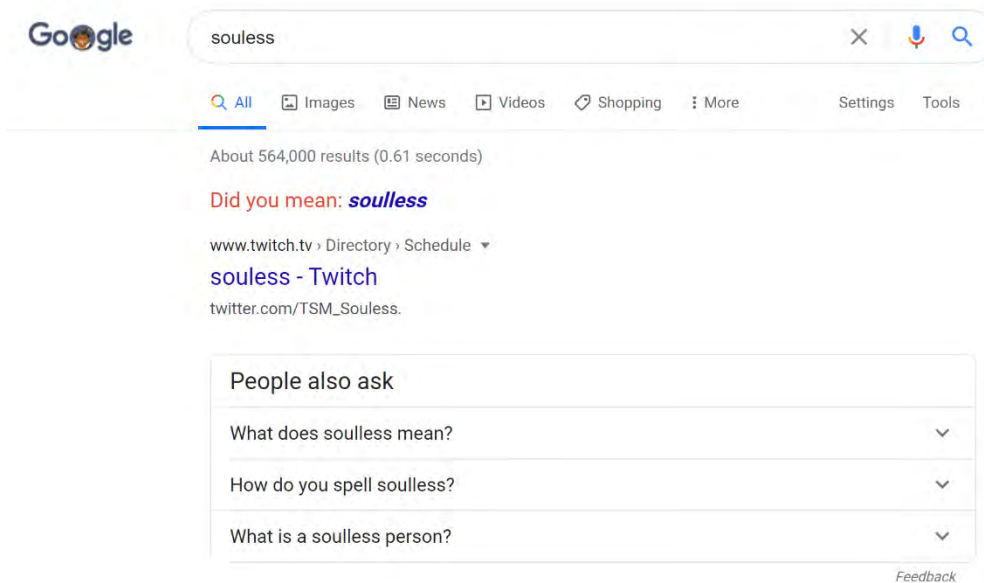 Google
souless
All Images News Videos Shopping More Settings Tools
About 564,000 results (0.61 seconds)
Did you mean: soulless
www.twitch.tv › Directory › Schedule
souless - Twitch
twitter.com/TSM_Souless.
People also ask
What does soulless mean?
How do you spell soulless?
What is a soulless person?
Feedback